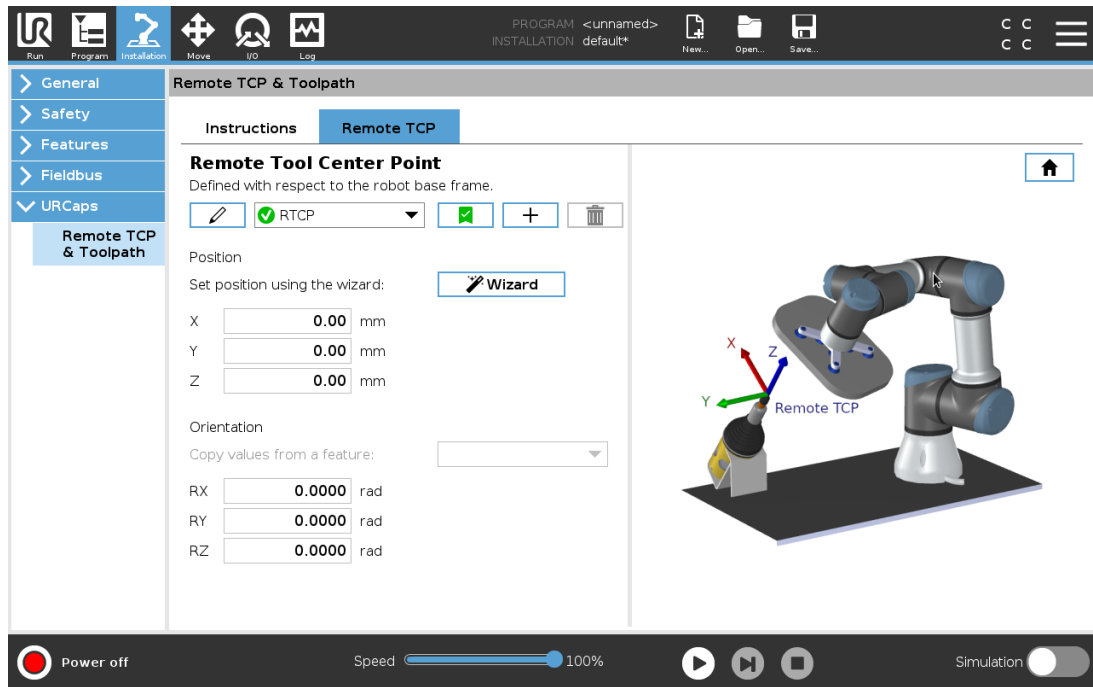 PROGRAM <unnamed>
INSTALLATION default*
C C
C C
Run Program Installation Move I/O Log New... Open... Save...
General
Safety
Features
Fieldbus
URCaps
Remote TCP
& Toolpath
Remote TCP & Toolpath
Instructions Remote TCP
Remote Tool Center Point
Defined with respect to the robot base frame.
RTCP
Position
Set position using the wizard: Wizard
X 0.00 mm
Y 0.00 mm
Z 0.00 mm
Orientation
Copy values from a feature:
RX 0.0000 rad
RY 0.0000 rad
RZ 0.0000 rad
X Z
Y
Remote TCP
Power off Speed 100% Simulation